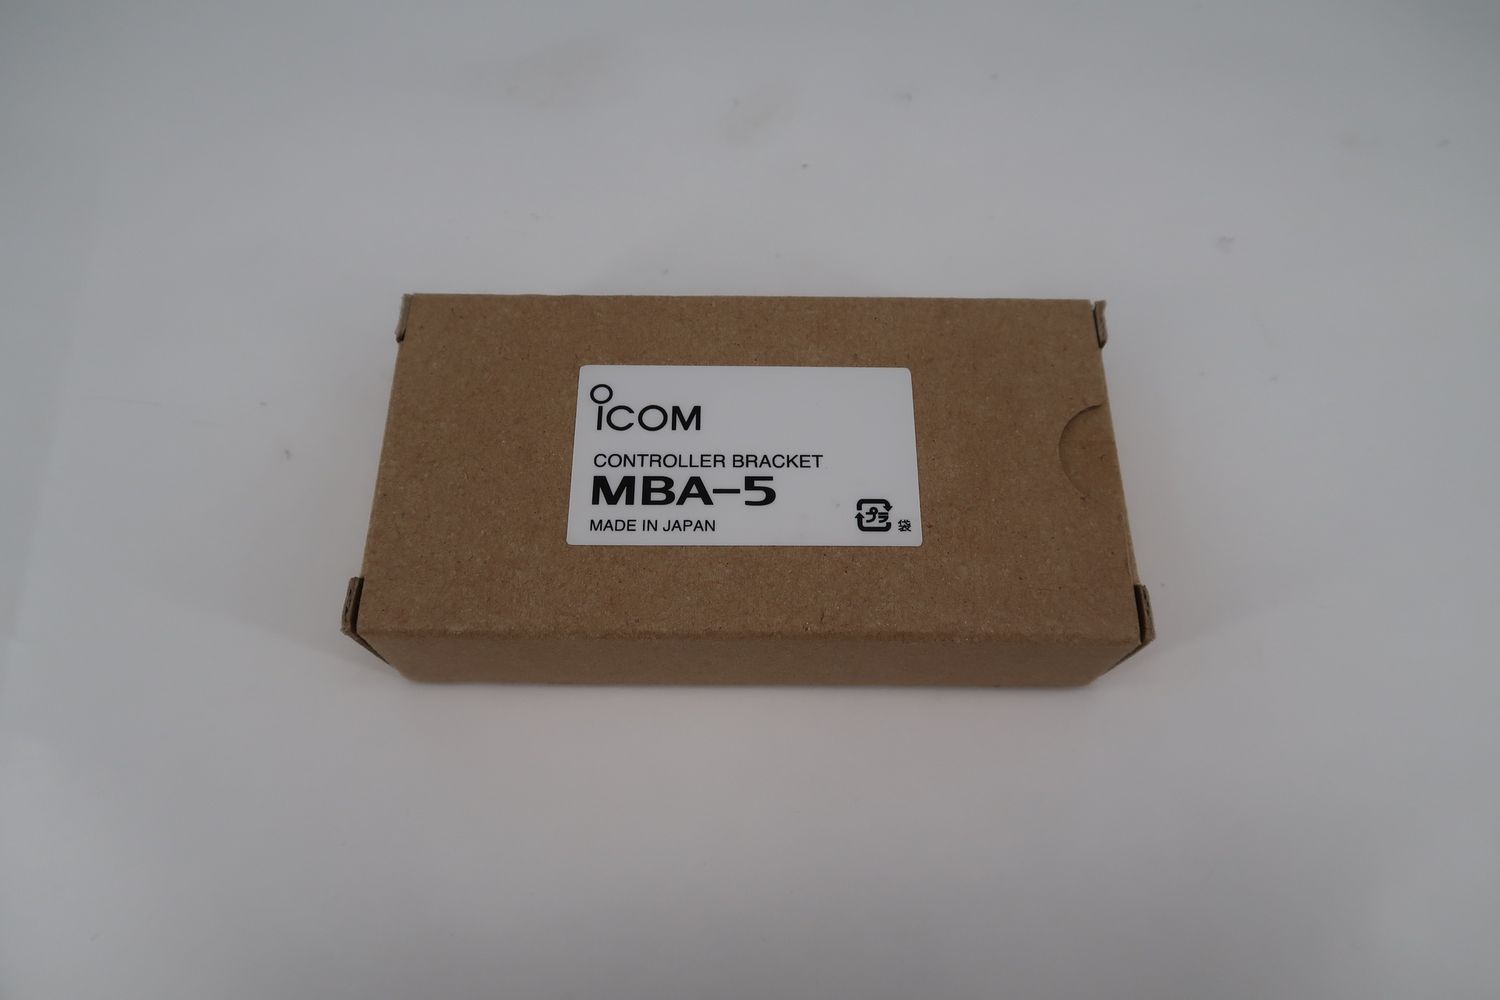 ICOM
CONTROLLER BRACKET
MBA-5
MADE IN JAPAN
プラ
袋